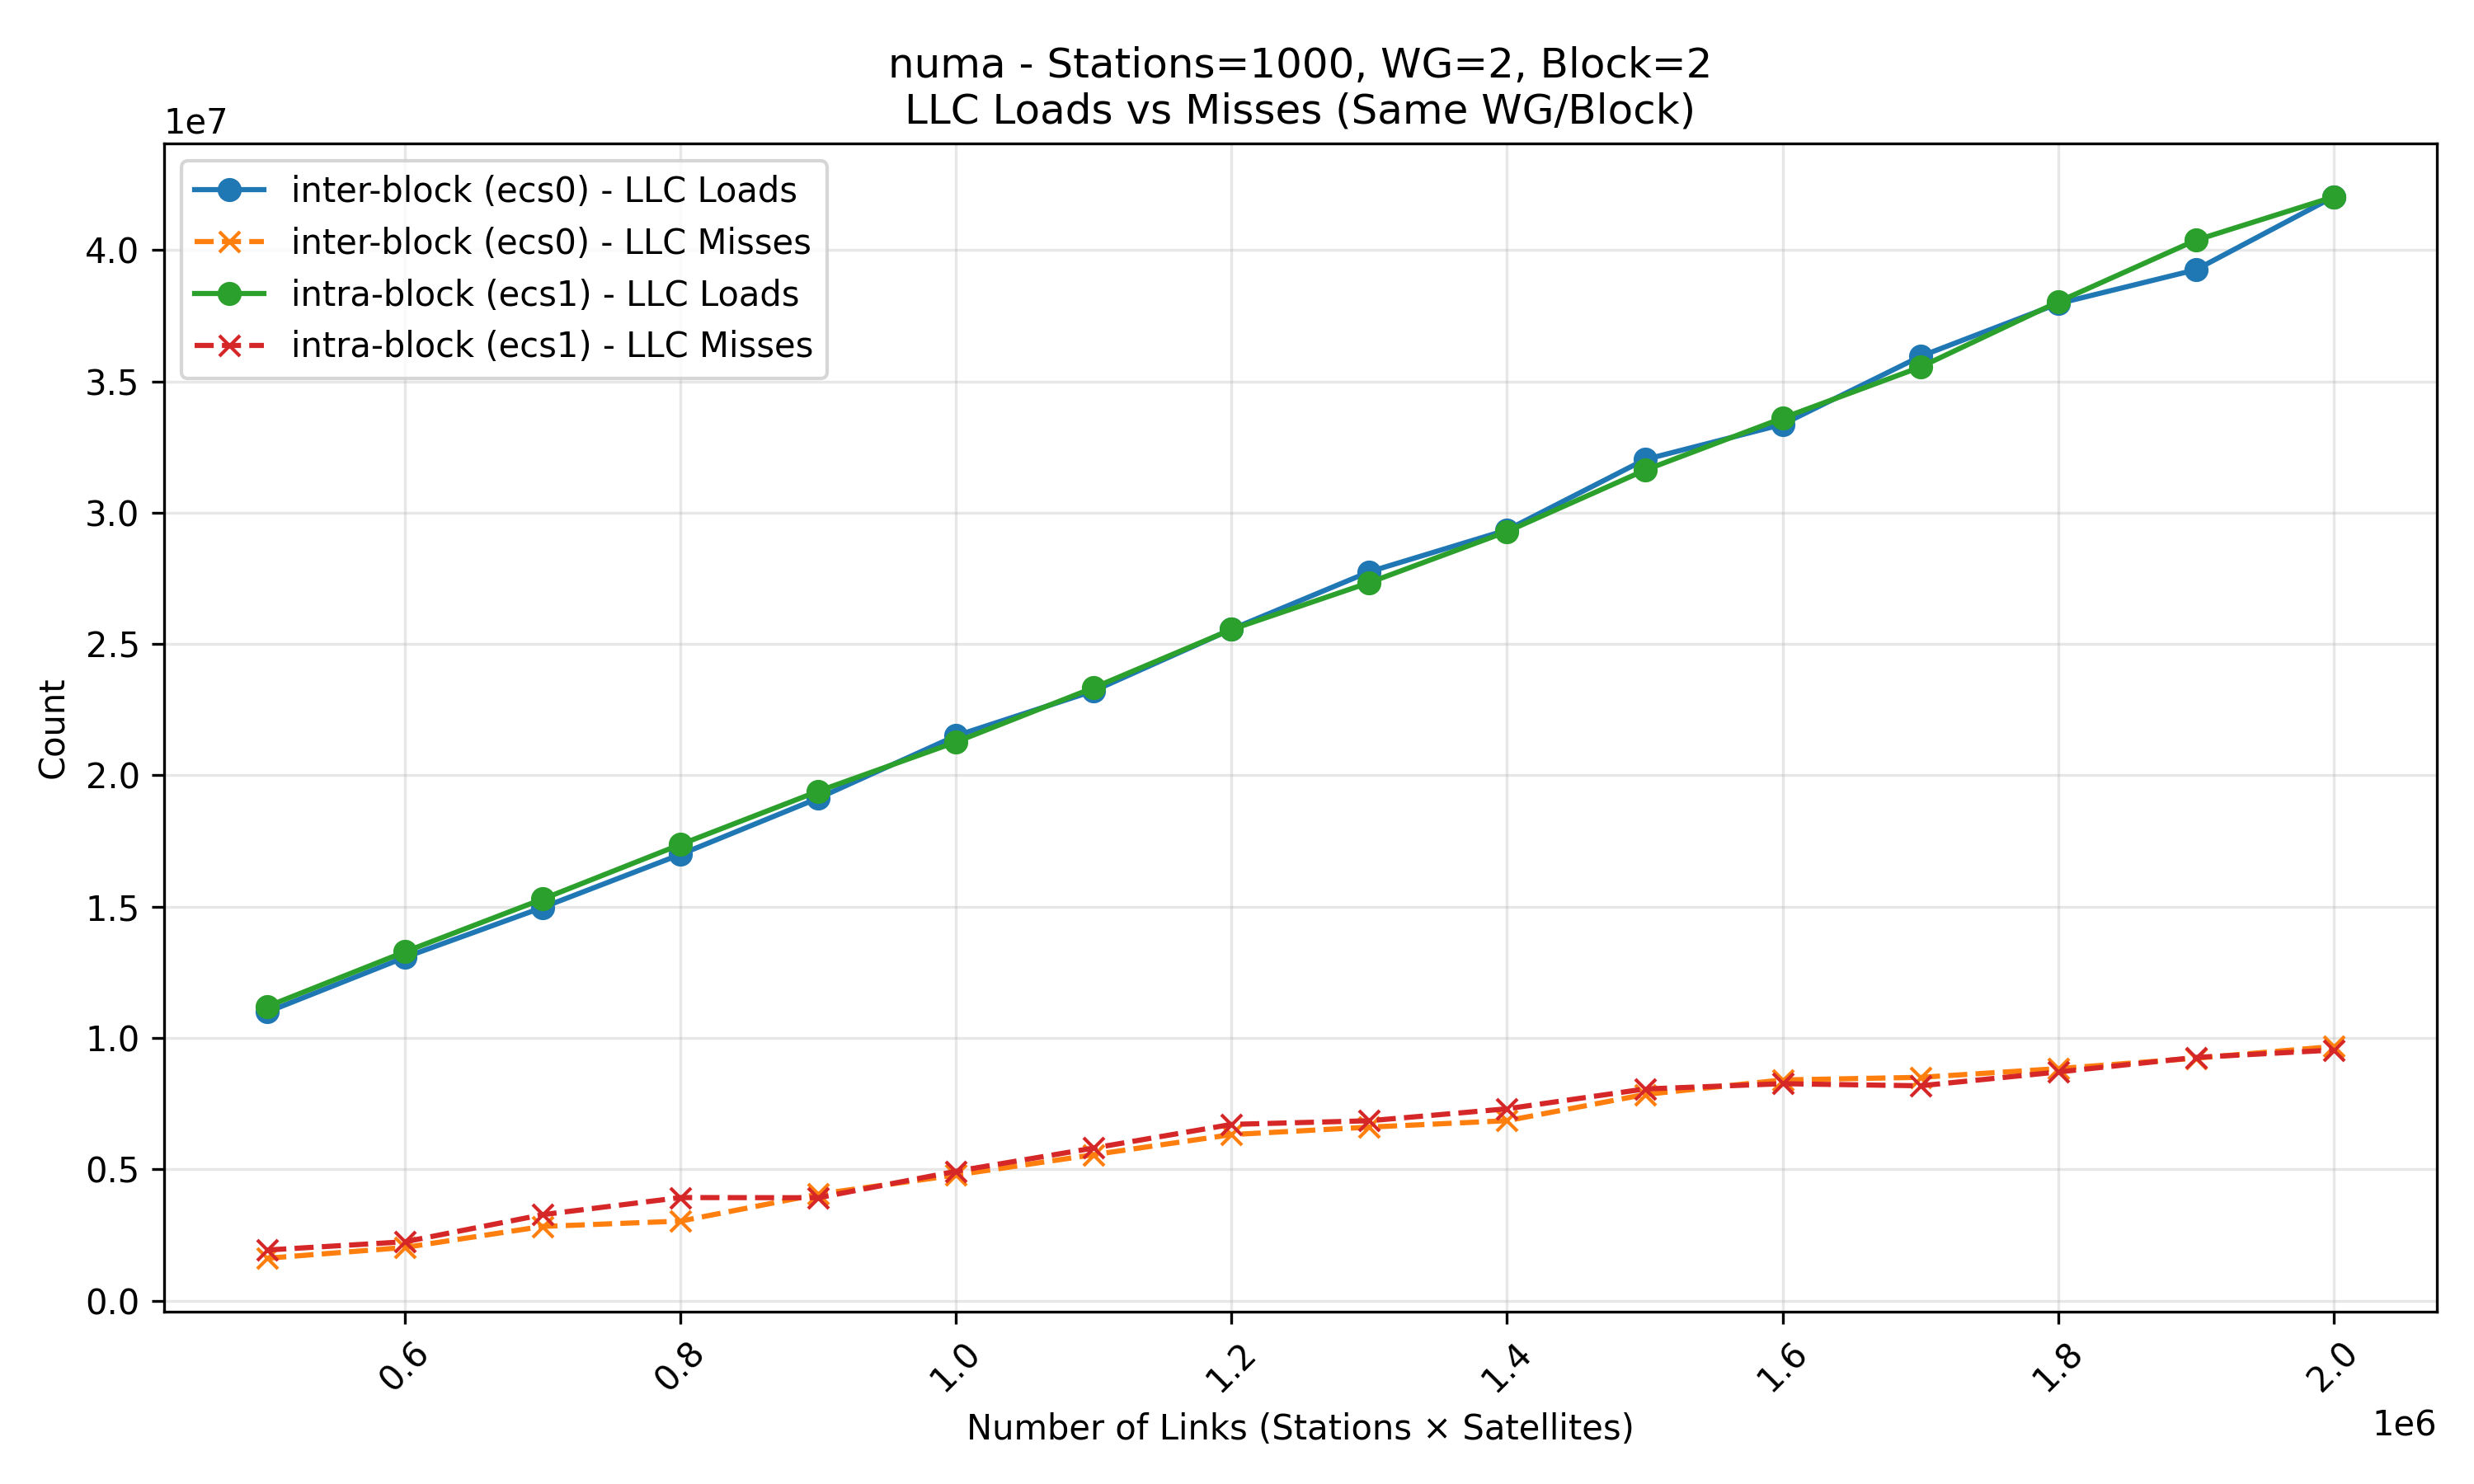 numa - Stations=1000, WG=2, Block=2
LLC Loads vs Misses (Same WG/Block)
1e7
inter-block (ecs0) - LLC Loads
inter-block (ecs0) - LLC Misses
intra-block (ecs1) - LLC Loads
intra-block (ecs1) - LLC Misses
4.0
3.5
3.0
2.5
2.0
1.5
1.0
0.5
0.0
Count
0.6
0.8
1.0
1.2
1.4
1.6
1.8
2.0
Number of Links (Stations × Satellites)
1e6